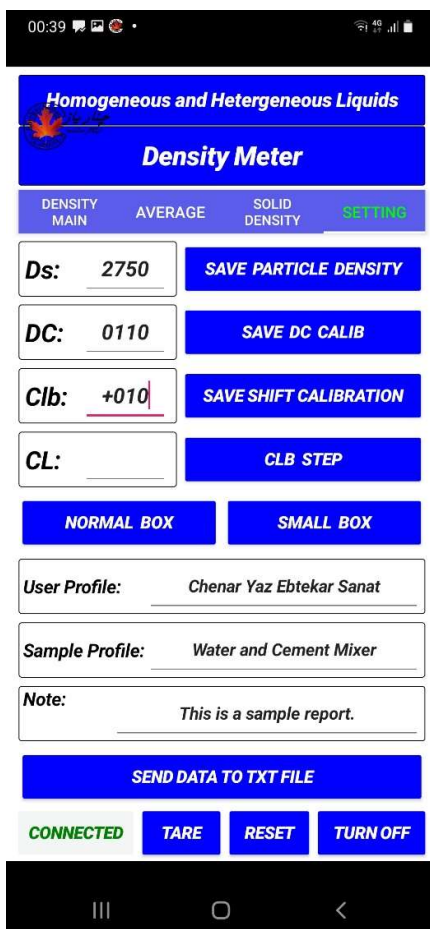 00:39
4G
Homogeneous and Hetergeneous Liquids
Density Meter
DENSITY MAIN
AVERAGE
SOLID DENSITY
SETTING
Ds: 2750
SAVE PARTICLE DENSITY
DC: 0110
SAVE DC CALIB
Clb: +010
SAVE SHIFT CALIBRATION
CL:
CLB STEP
NORMAL BOX
SMALL BOX
User Profile: Chenar Yaz Ebtekar Sanat
Sample Profile: Water and Cement Mixer
Note: This is a sample report.
SEND DATA TO TXT FILE
CONNECTED
TARE
RESET
TURN OFF